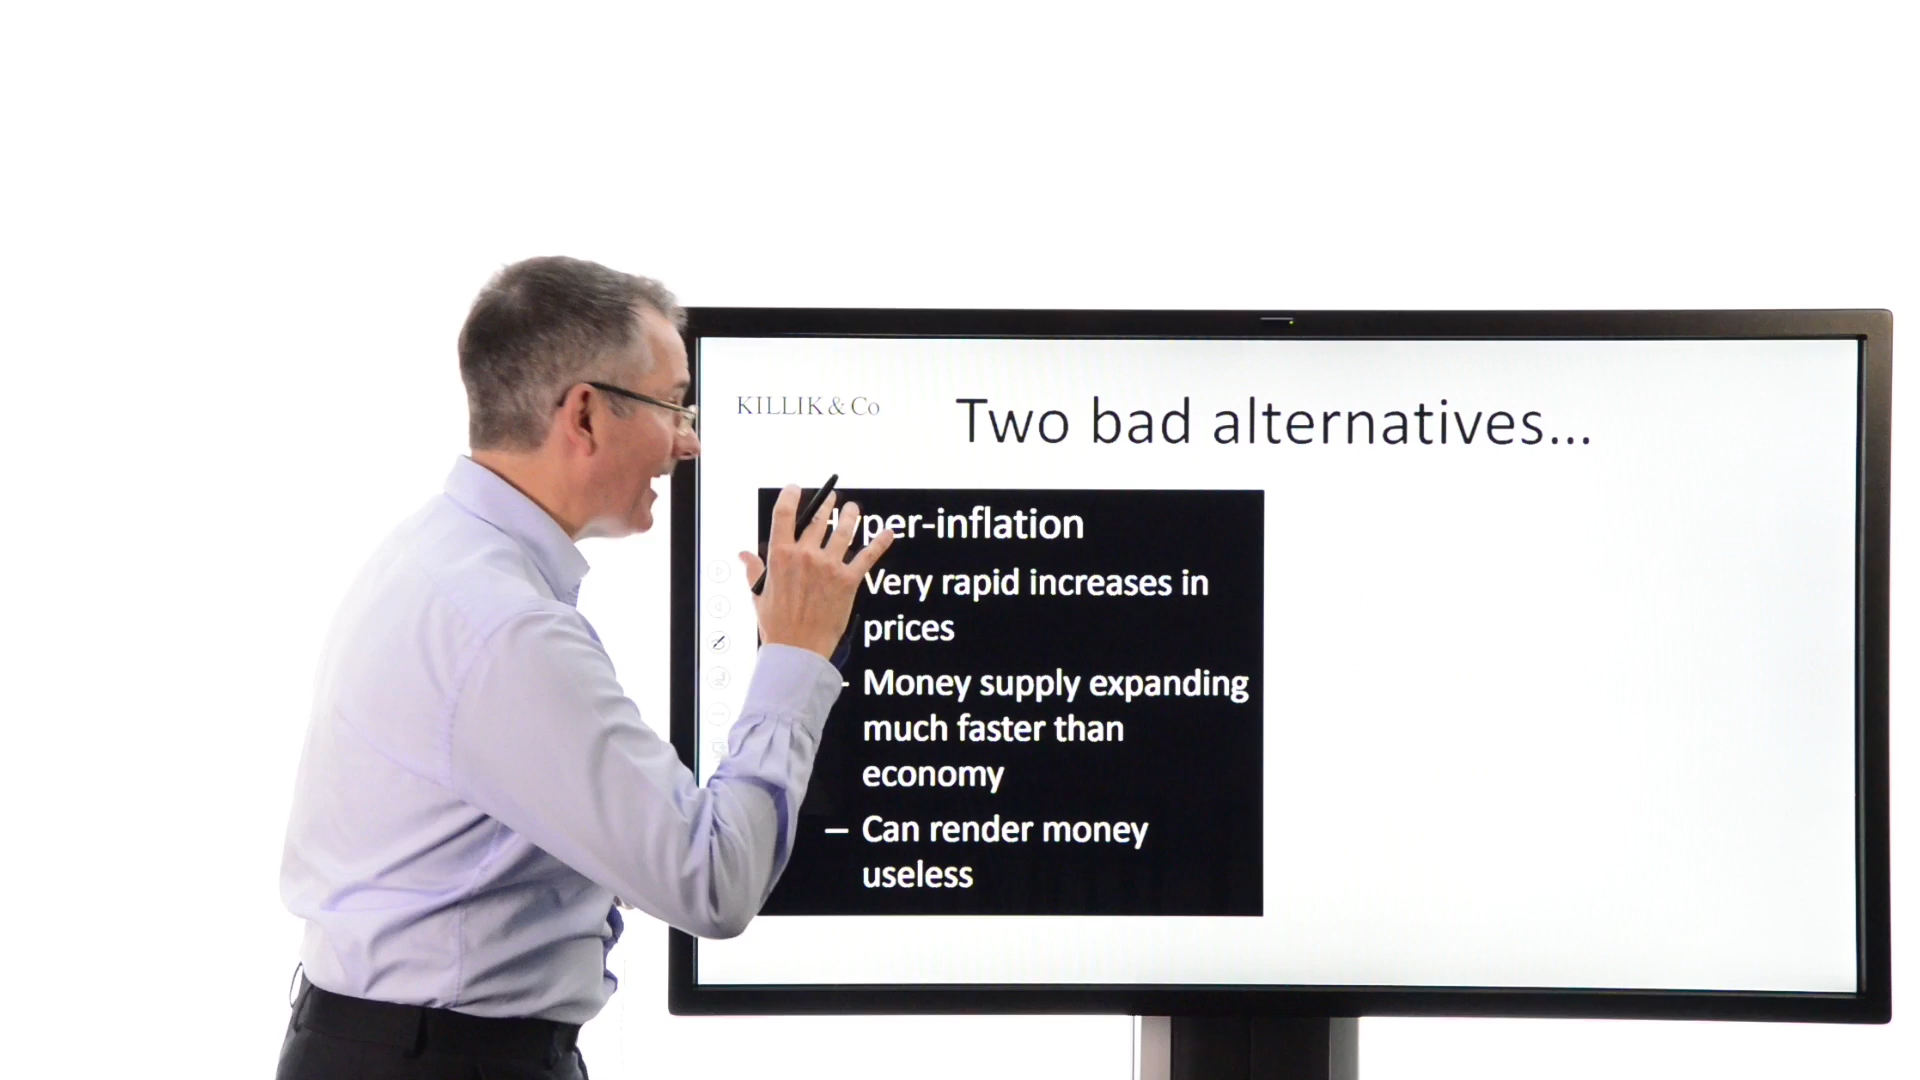 KILLIK & Co
Two bad alternatives...
Hyper-inflation
Very rapid increases in
prices
- Money supply expanding
much faster than
economy
– Can render money
useless